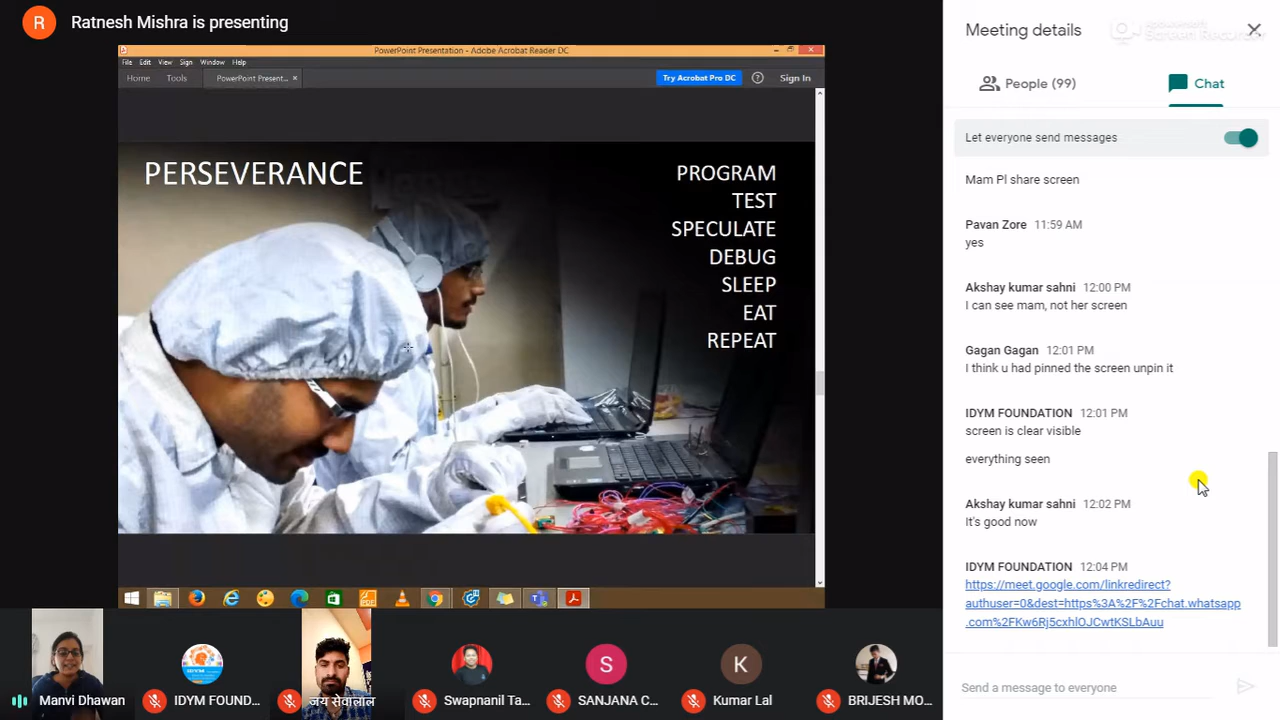 R
Ratnesh Mishra is presenting
PowerPoint Presentation - Adobe Acrobat Reader DC
File Edit View Sign Window Help
Home Tools PowerPoint Present... ×
Try Acrobat Pro DC
Sign In
PERSEVERANCE
PROGRAM
TEST
SPECULATE
DEBUG
SLEEP
EAT
REPEAT
Meeting details
Screen Recorder
People (99)
Chat
Let everyone send messages
Mam Pl share screen
Pavan Zore 11:59 AM
yes
Akshay kumar sahni 12:00 PM
I can see mam, not her screen
Gagan Gagan 12:01 PM
I think u had pinned the screen unpin it
IDYM FOUNDATION 12:01 PM
screen is clear visible
everything seen
Akshay kumar sahni 12:02 PM
It's good now
IDYM FOUNDATION 12:04 PM
https://meet.google.com/linkredirect?
authuser=0&dest=https%3A%2F%2Fchat.whatsapp
.com%2FKw6Rj5cxhlOJCwtKSLbAuu
Send a message to everyone
S
K
Manvi Dhawan
IDYM FOUND...
जय सेवालाल
Swapnanil Ta...
SANJANA C...
Kumar Lal
BRIJESH MO...